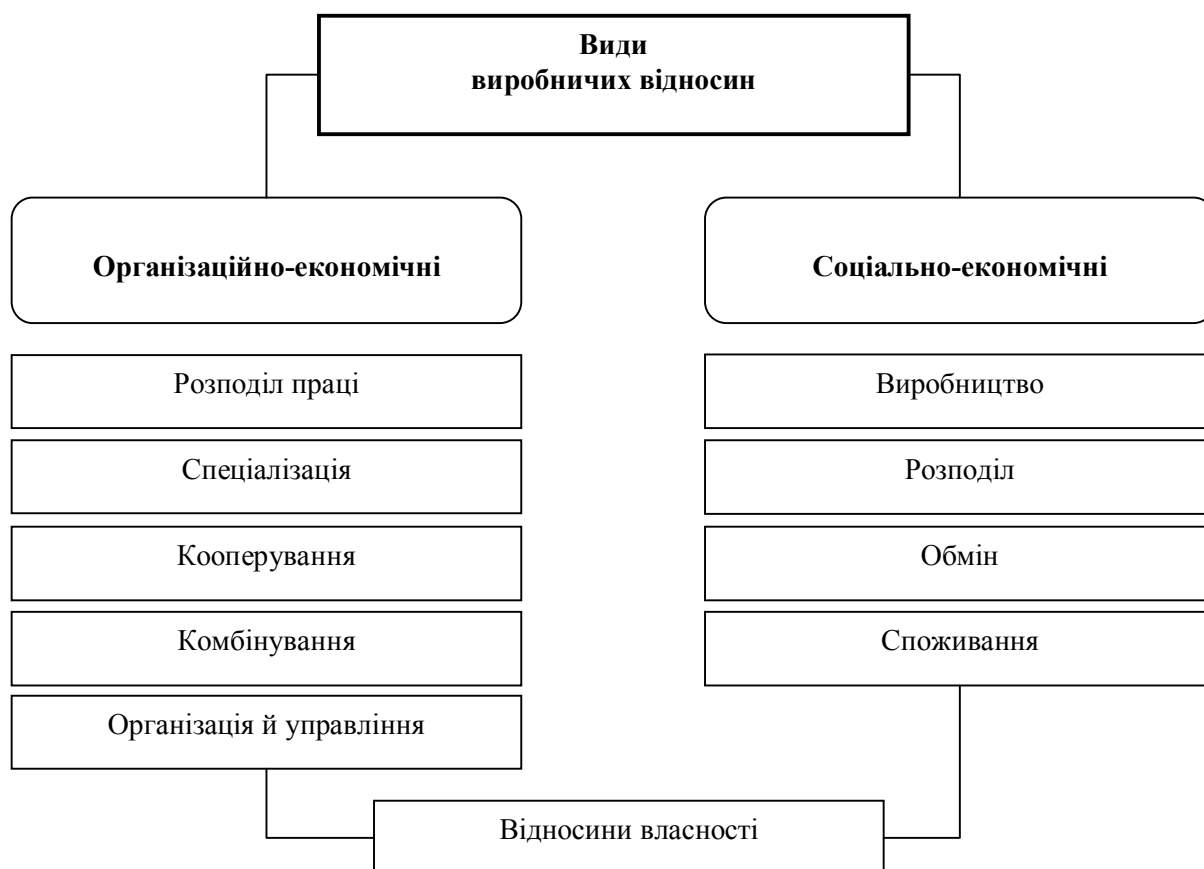 Види
виробничих відносин
Організаційно-економічні
Соціально-економічні
Розподіл праці
Виробництво
Спеціалізація
Розподіл
Кооперування
Обмін
Комбінування
Споживання
Організація й управління
Відносини власності